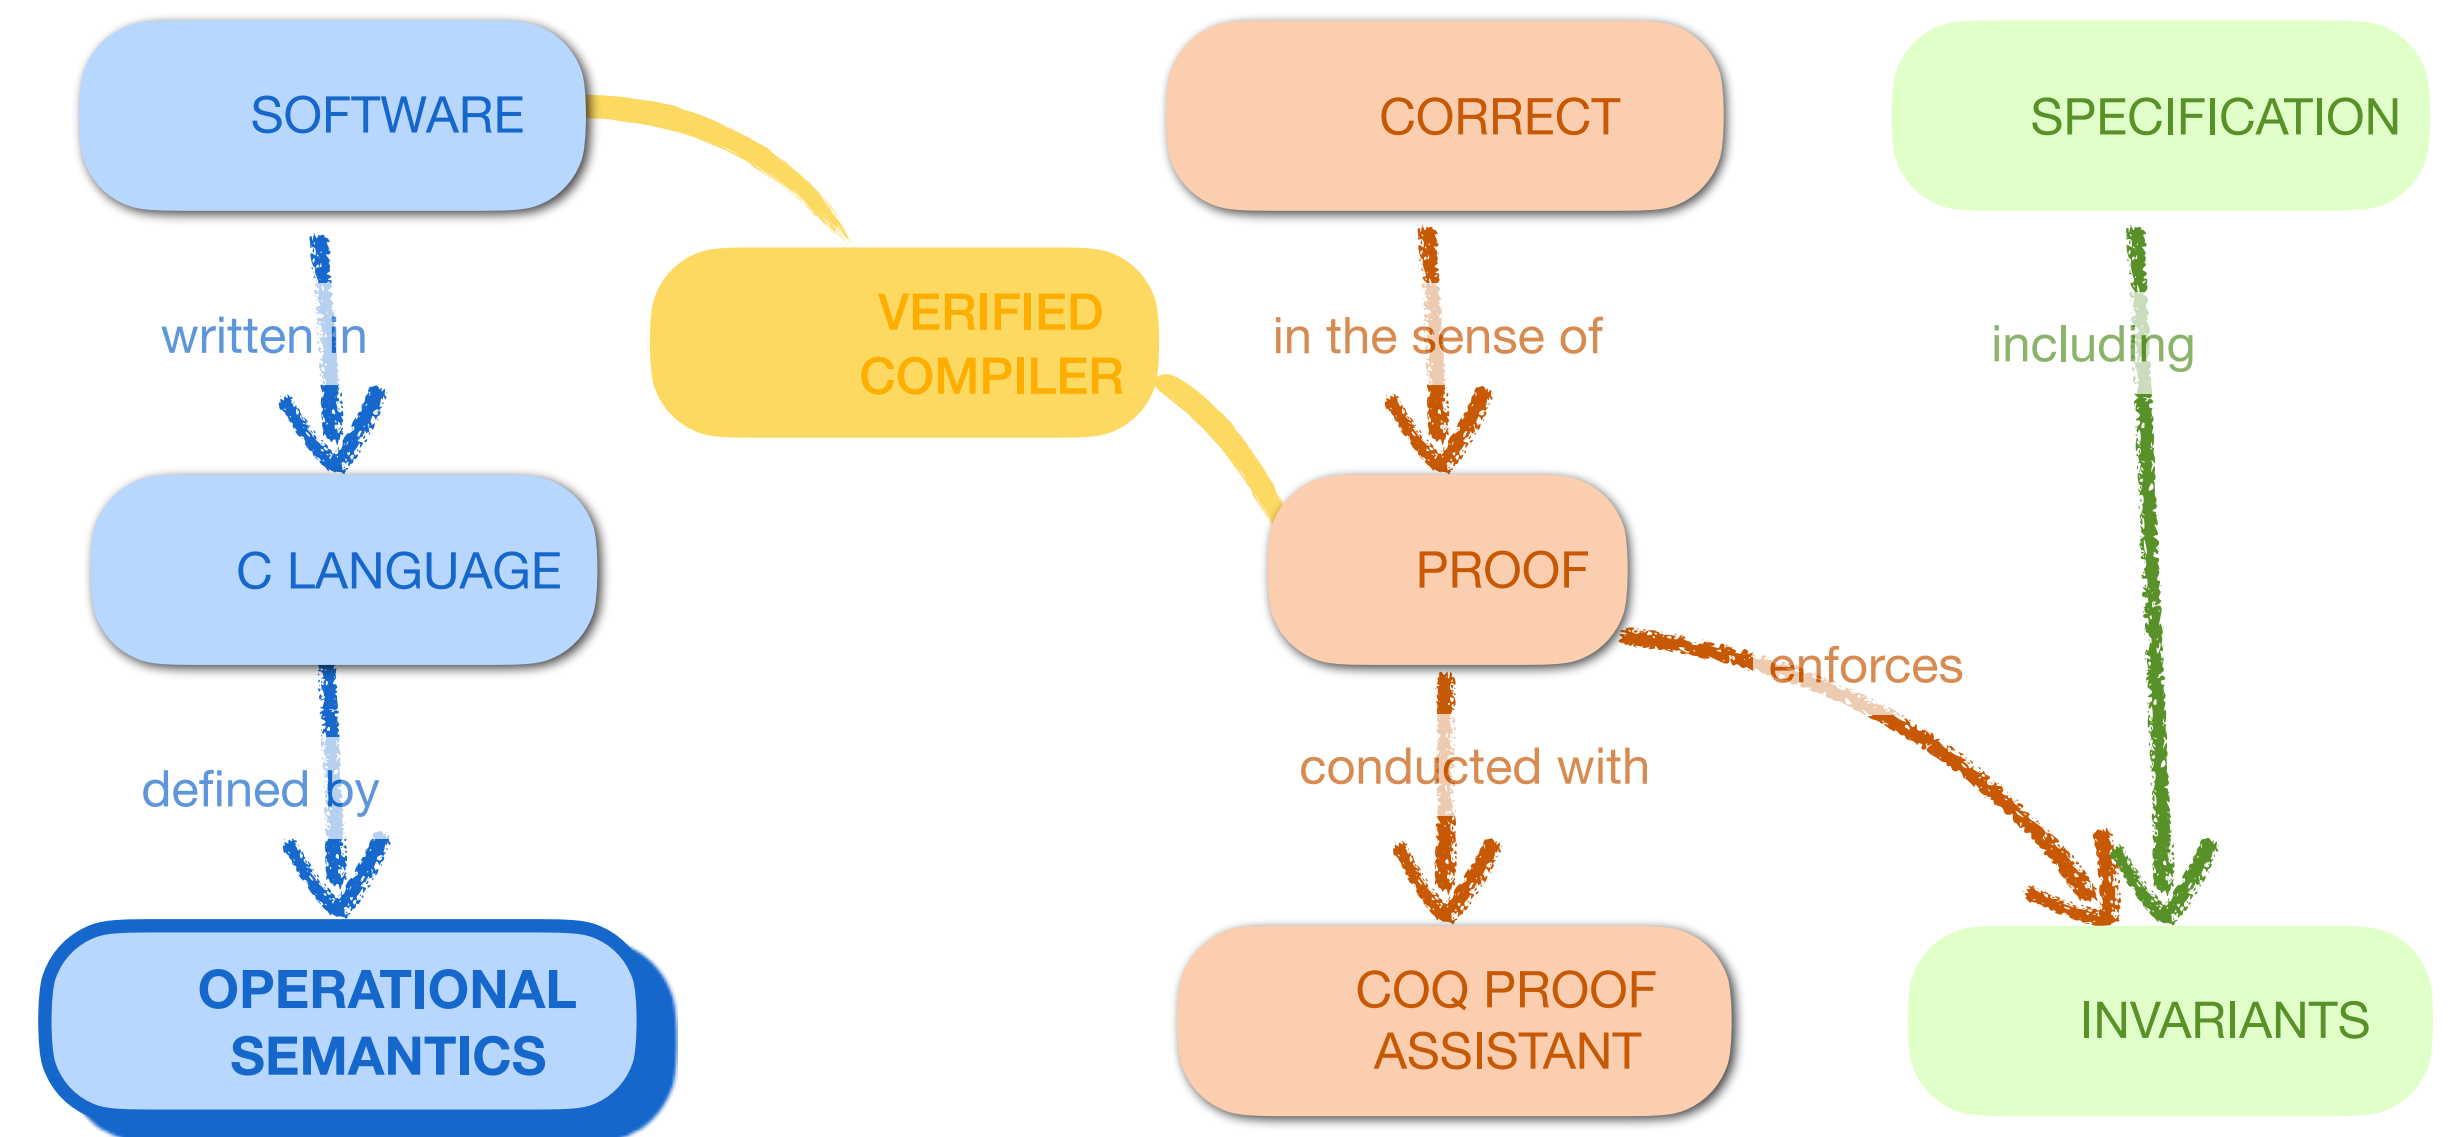 SOFTWARE
CORRECT
SPECIFICATION
VERIFIED
COMPILER
written in
in the sense of
including
C LANGUAGE
PROOF
enforces
defined by
conducted with
OPERATIONAL
SEMANTICS
COQ PROOF
ASSISTANT
INVARIANTS